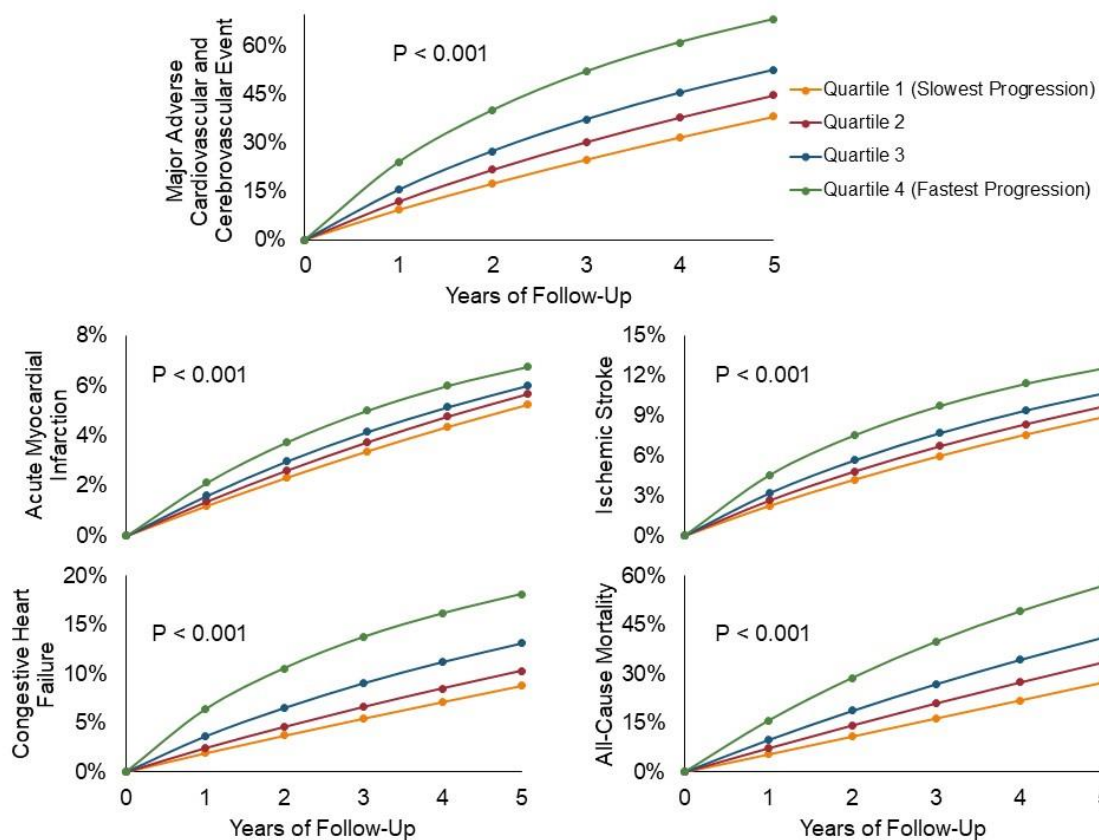 Major Adverse
Cardiovascular and
Cerebrovascular Event
60%
45%
30%
15%
0%
P < 0.001
0 1 2 3 4 5
Years of Follow-Up
Quartile 1 (Slowest Progression)
Quartile 2
Quartile 3
Quartile 4 (Fastest Progression)
Acute Myocardial
Infarction
8%
6%
4%
2%
0%
P < 0.001
Ischemic Stroke
15%
12%
9%
6%
3%
0%
P < 0.001
Congestive Heart
Failure
20%
15%
10%
5%
0%
P < 0.001
0 1 2 3 4 5
Years of Follow-Up
All-Cause Mortality
60%
45%
30%
15%
0%
P < 0.001
0 1 2 3 4 5
Years of Follow-Up